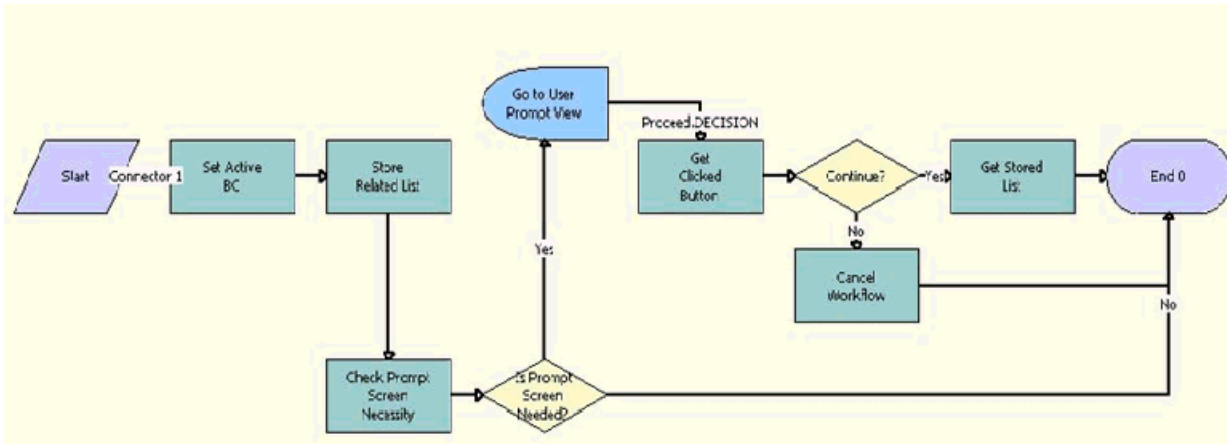 Go to User
Prompt View
Proceed.DECISION
Start
Connector 1
Set Active
BC
Store
Related List
Get
Clicked
Button
Continue?
Yes
Get Stored
List
End 0
No
Yes
Cancel
Workflow
No
Check Prompt
Screen
Necessity
Is Prompt
Screen
Needed?